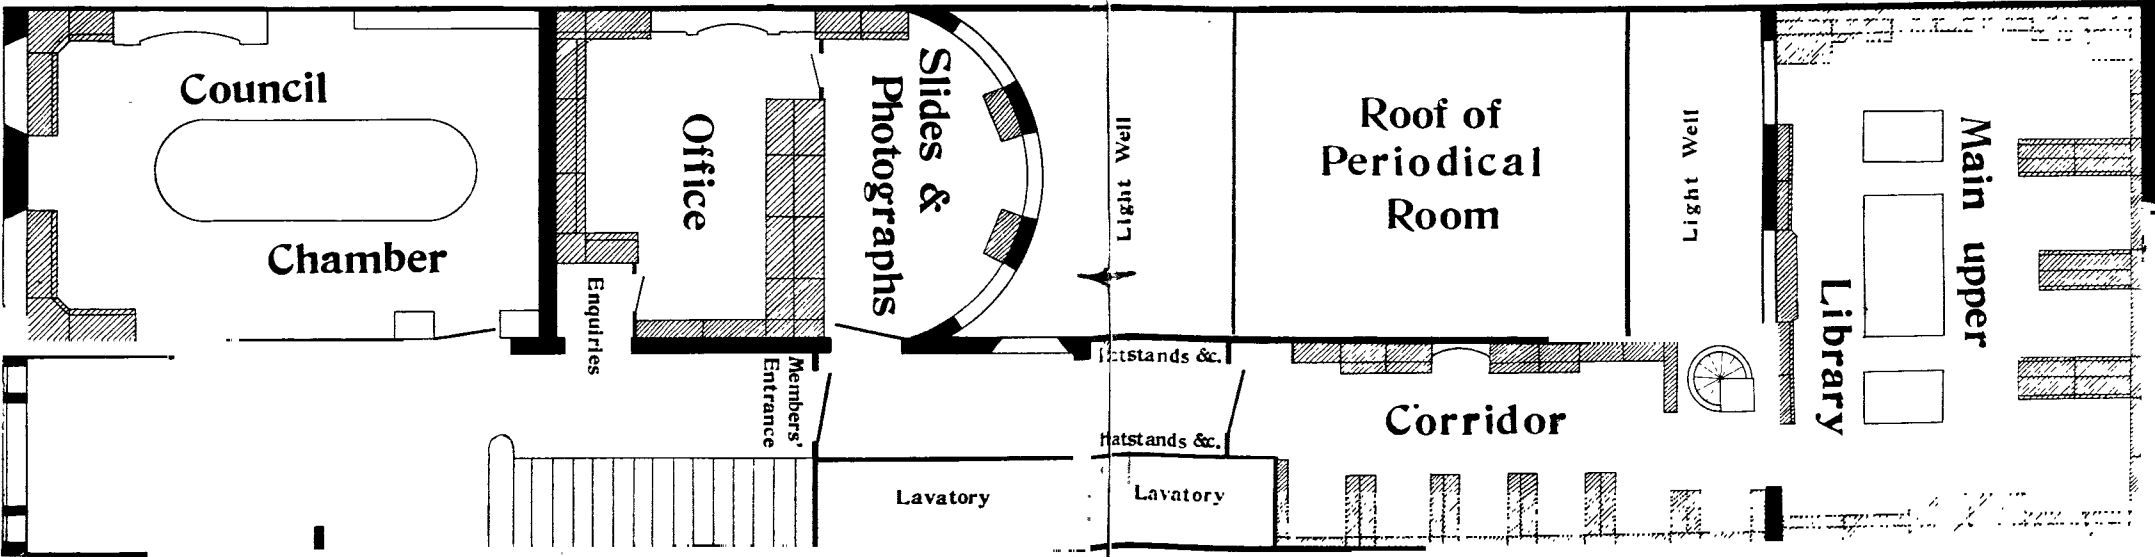 Council
Chamber
Office
Slides &
Photographs
Enquiries
Members'
Entrance
Lavatory
Light Well
Roof of
Periodical
Room
Light Well
Hatstands &c.
Hatstands &c.
Lavatory
Corridor
Main upper
Library